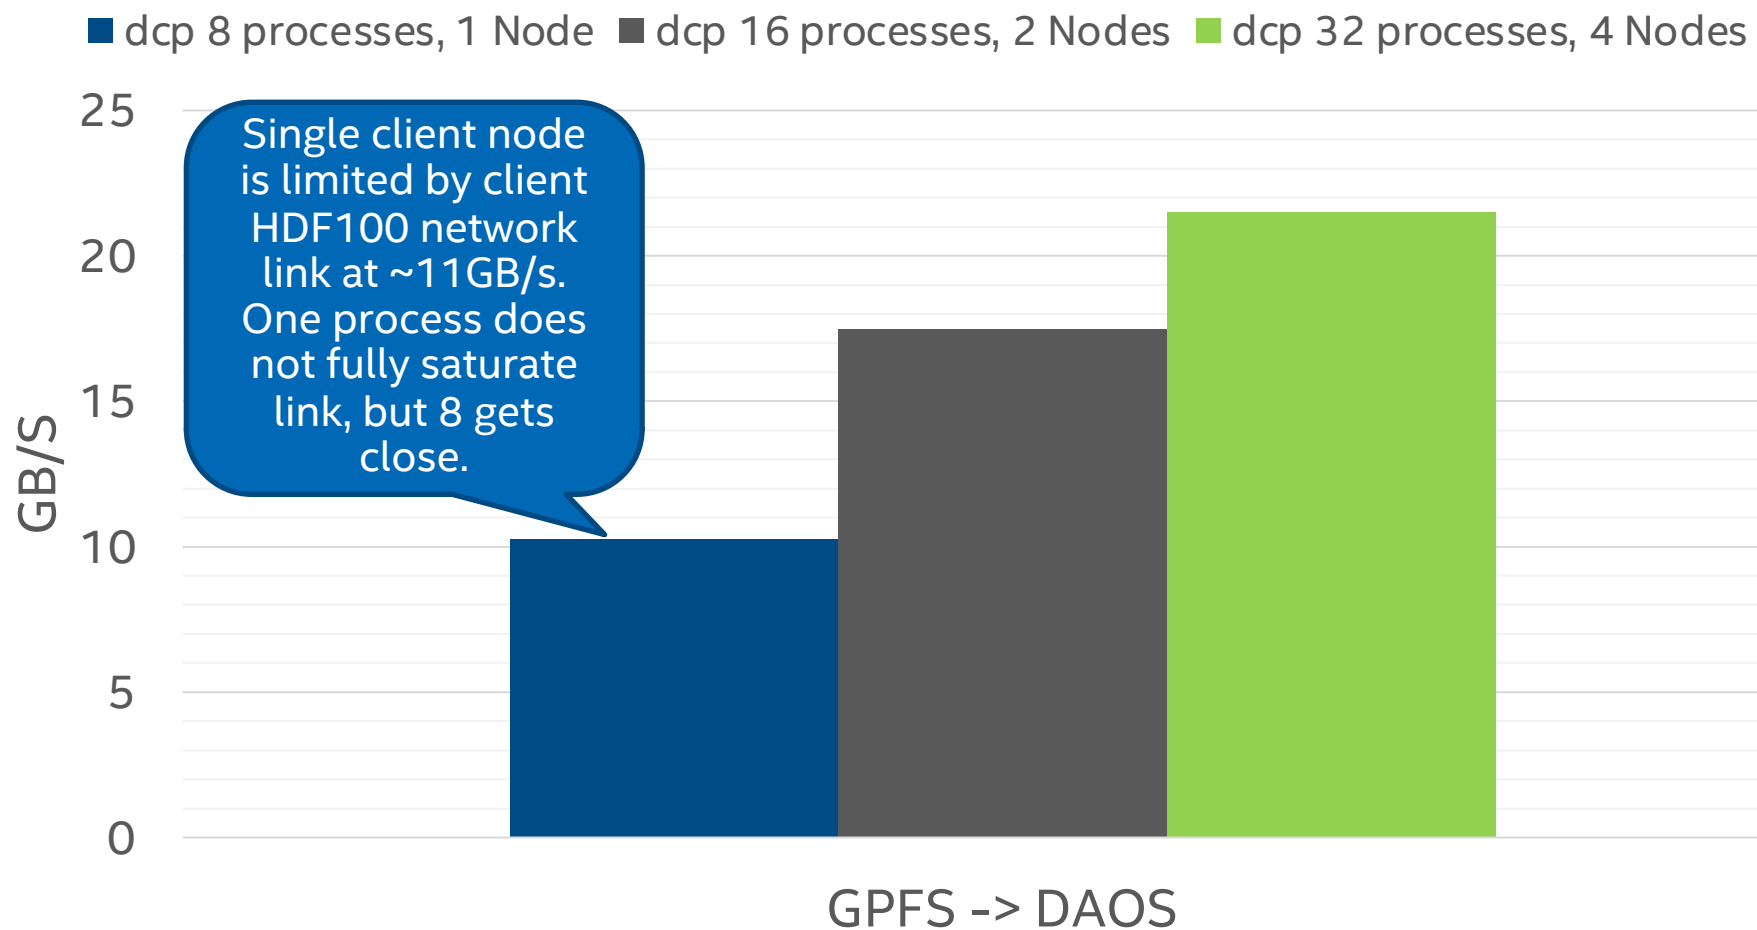 dcp 8 processes, 1 Node dcp 16 processes, 2 Nodes dcp 32 processes, 4 Nodes
25
20
15
10
5
0
GB/S
Single client node
is limited by client
HDF100 network
link at ~11GB/s.
One process does
not fully saturate
link, but 8 gets
close.
GPFS -> DAOS